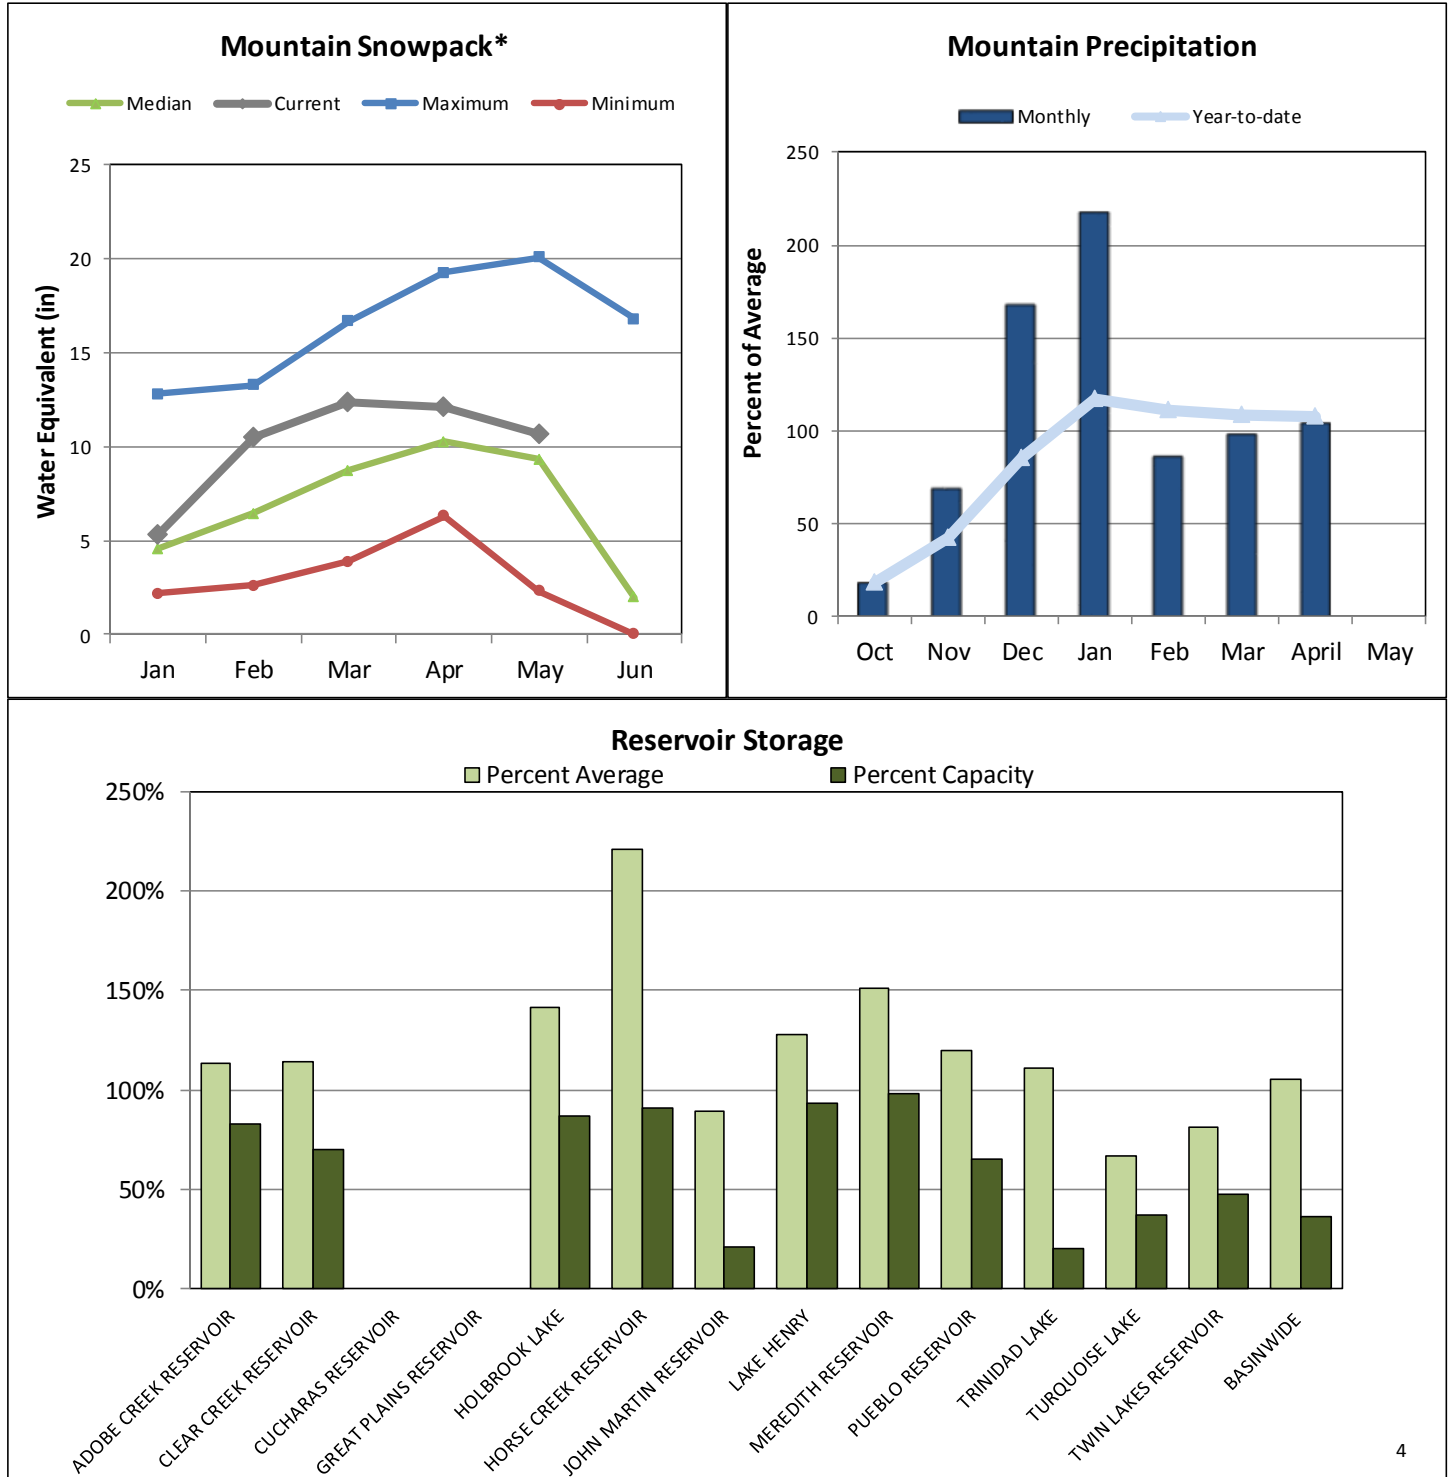 Mountain Snowpack*
Median Current Maximum Minimum
Water Equivalent (in)
25
20
15
10
5
0
Jan Feb Mar Apr May Jun
Mountain Precipitation
Monthly Year-to-date
Percent of Average
250
200
150
100
50
0
Oct Nov Dec Jan Feb Mar April May
Reservoir Storage
Percent Average Percent Capacity
250%
200%
150%
100%
50%
0%
ADOBE CREEK RESERVOIR
CLEAR CREEK RESERVOIR
CUCHARAS RESERVOIR
GREAT PLAINS RESERVOIR
HOLBROOK LAKE
HORSE CREEK RESERVOIR
JOHN MARTIN RESERVOIR
LAKE HENRY
MEREDITH RESERVOIR
PUEBLO RESERVOIR
TRINIDAD LAKE
TURQUOISE LAKE
TWIN LAKES RESERVOIR
BASINWIDE
4